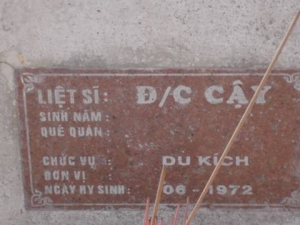 LIỆT SĨ: Đ/C CẬY
SINH NĂM:
QUÊ QUÁN:
CHỨC VỤ: DU KÍCH
ĐƠN VỊ:
NGÀY HY SINH: 06-1972